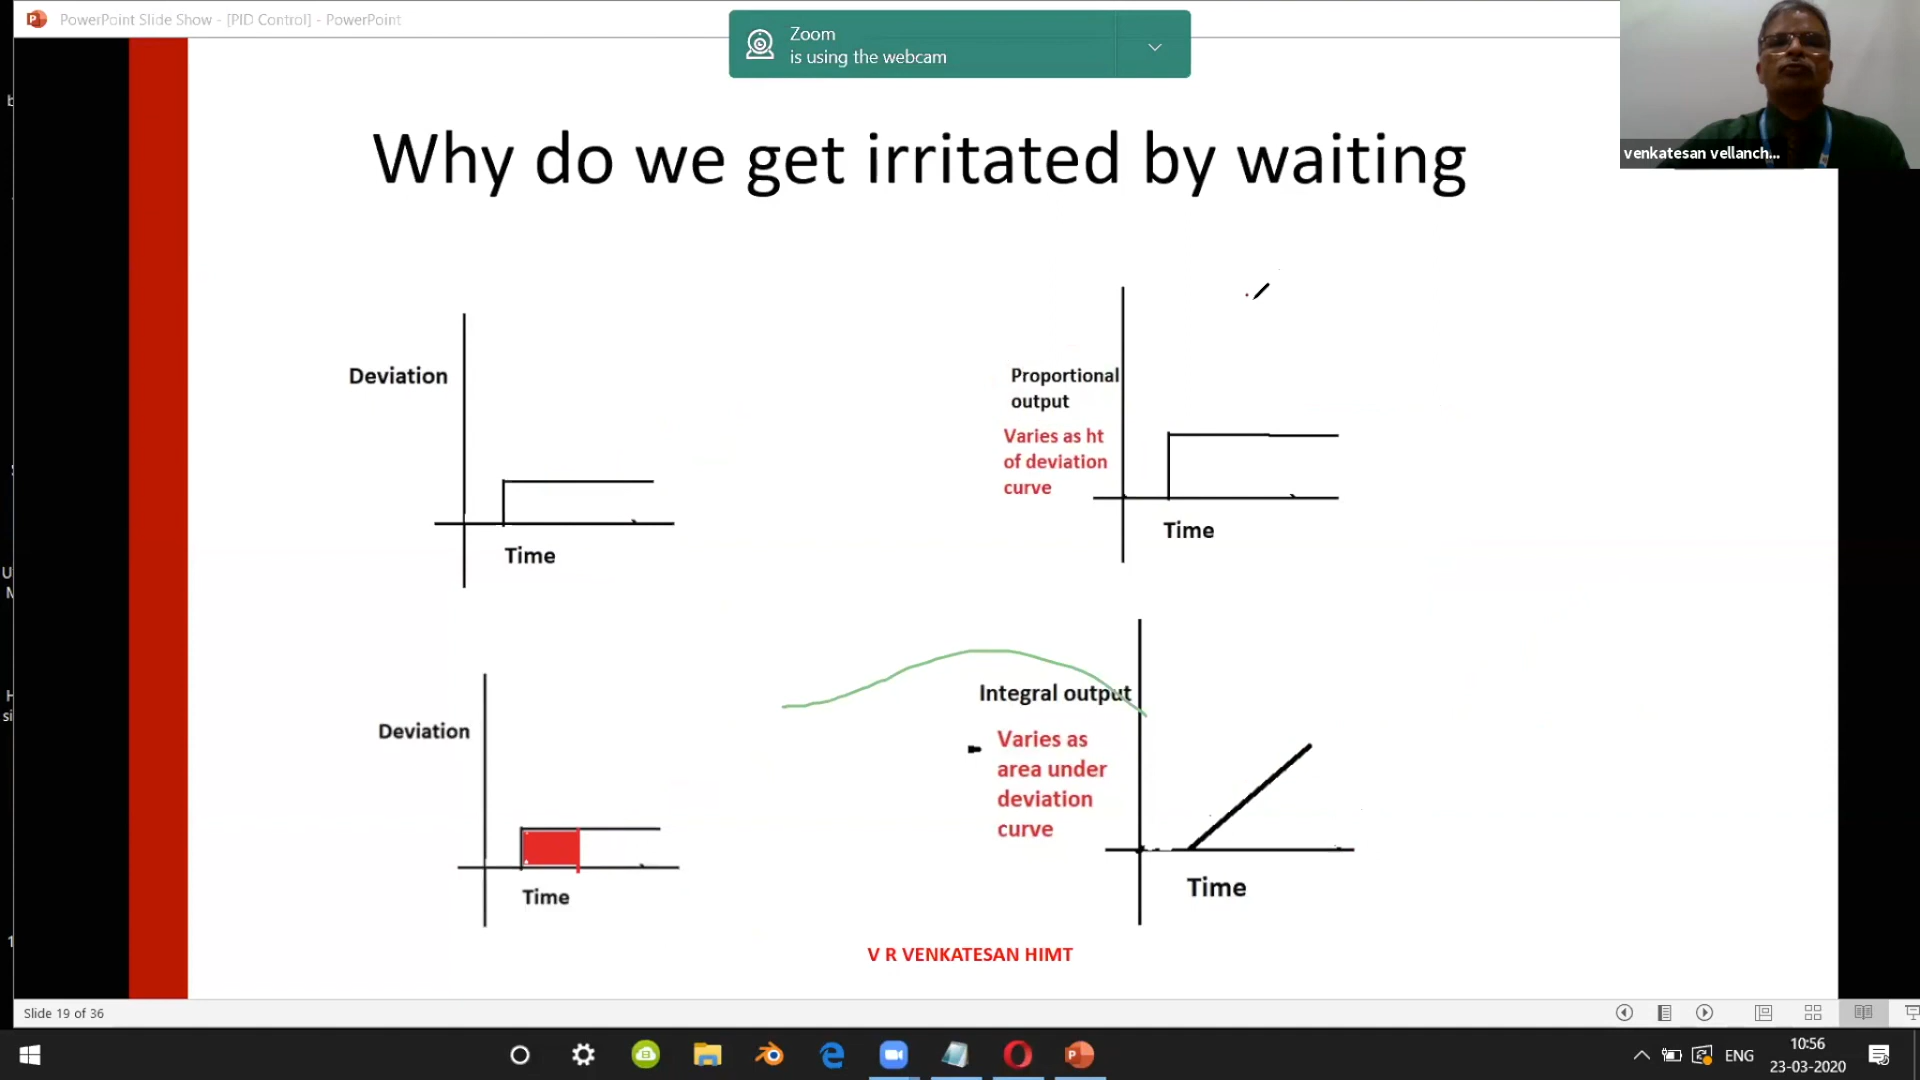 PowerPoint Slide Show - [PID Control] - PowerPoint
Zoom
is using the webcam
venkatesan vellanch...
Why do we get irritated by waiting
Deviation
Time
Proportional
output
Varies as ht
of deviation
curve
Time
Deviation
Time
Integral output
Varies as
area under
deviation
curve
Time
V R VENKATESAN HIMT
Slide 19 of 36
ENG
10:56
23-03-2020